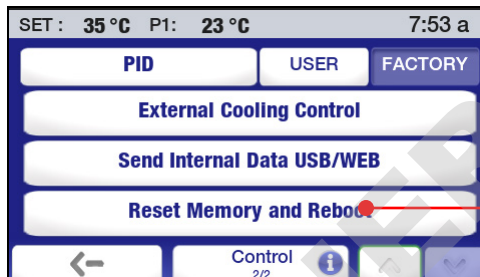 SET : 35 °C P1: 23 °C 7:53 a
PID USER FACTORY
External Cooling Control
Send Internal Data USB/WEB
Reset Memory and Reboot
Control
2/2